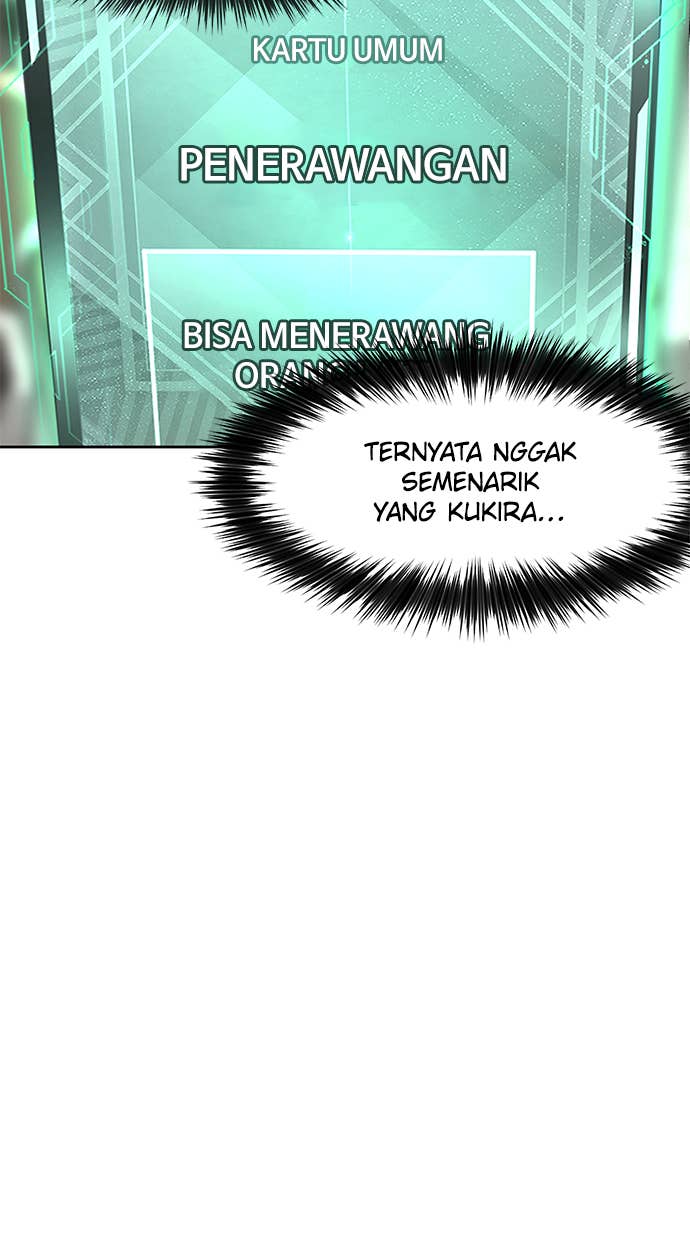 KARTU UMUM
PENERAWANGAN
BISA MENERAWANG
TERNYATA NGGAK
SEMENARIK
YANG KUKIRA...